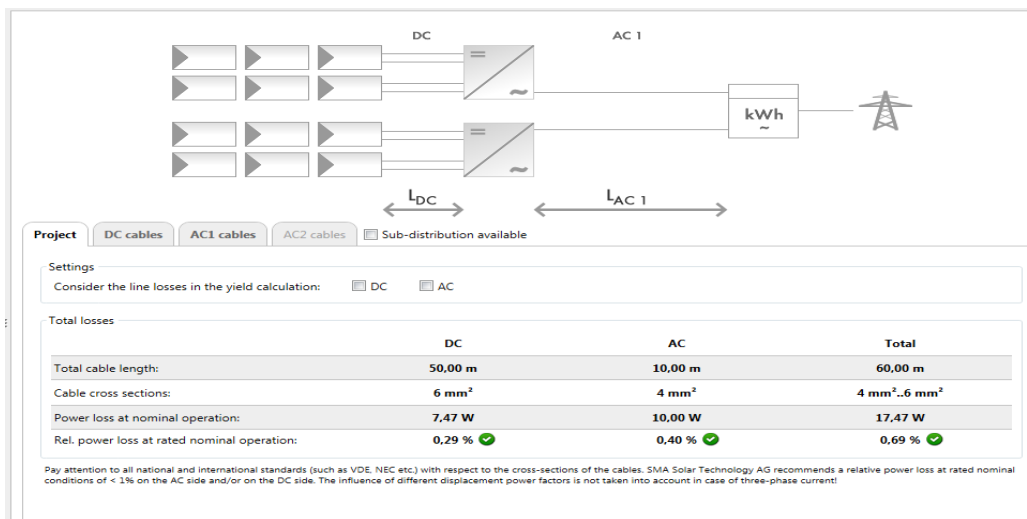 DC AC 1
=
~
kWh
~
=
~
LDC LAC 1
Project DC cables AC1 cables AC2 cables Sub-distribution available
Settings
Consider the line losses in the yield calculation: DC AC
Total losses
DC AC Total
Total cable length: 50,00 m 10,00 m 60,00 m
Cable cross sections: 6 mm² 4 mm² 4 mm²..6 mm²
Power loss at nominal operation: 7,47 W 10,00 W 17,47 W
Rel. power loss at rated nominal operation: 0,29 % 0,40 % 0,69 %
Pay attention to all national and international standards (such as VDE, NEC etc.) with respect to the cross-sections of the cables. SMA Solar Technology AG recommends a relative power loss at rated nominal
conditions of < 1% on the AC side and/or on the DC side. The influence of different displacement power factors is not taken into account in case of three-phase current!